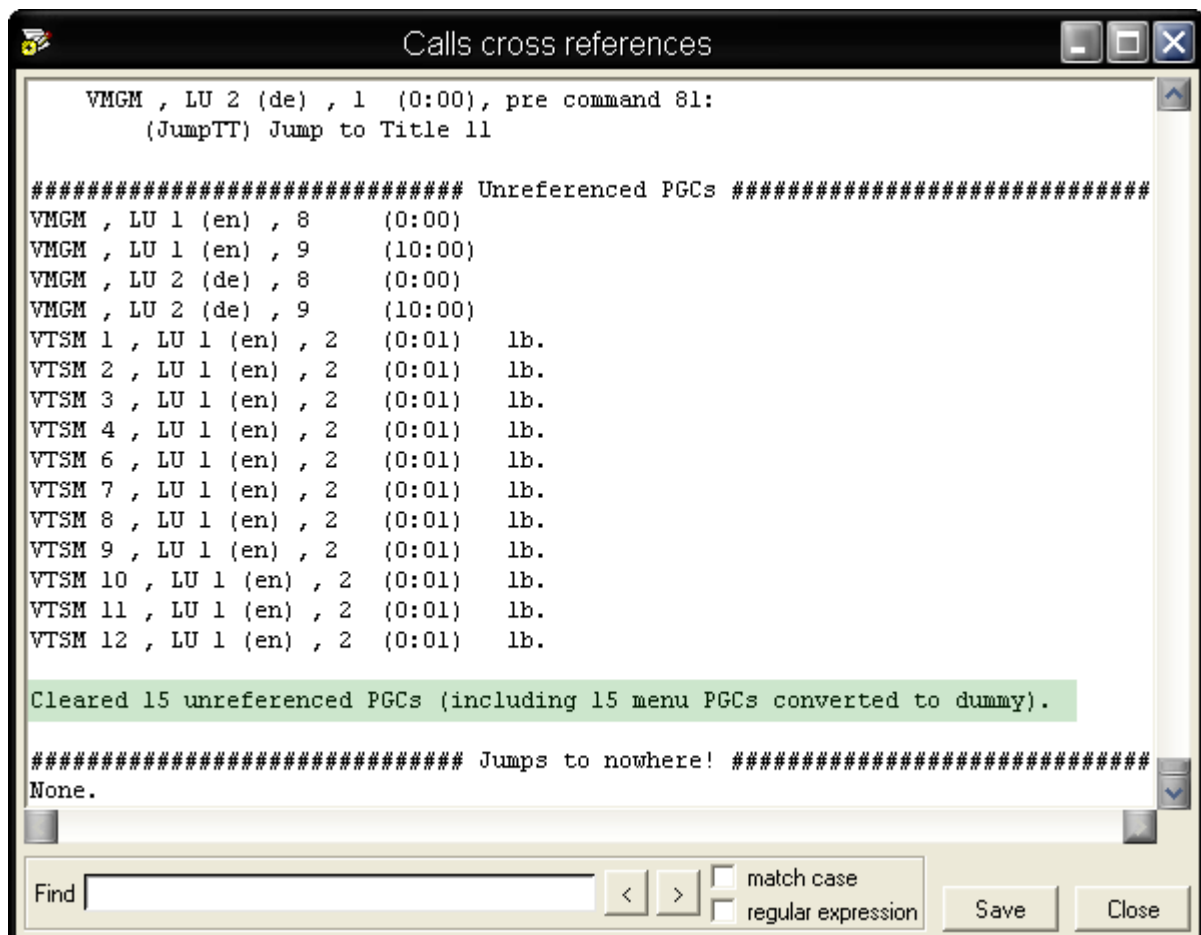 Calls cross references
VMGM , LU 2 (de) , 1 (0:00), pre command 81:
(JumpTT) Jump to Title 11
############################### Unreferenced PGCs ##############################
VMGM , LU 1 (en) , 8 (0:00)
VMGM , LU 1 (en) , 9 (10:00)
VMGM , LU 2 (de) , 8 (0:00)
VMGM , LU 2 (de) , 9 (10:00)
VTSM 1 , LU 1 (en) , 2 (0:01) lb.
VTSM 2 , LU 1 (en) , 2 (0:01) lb.
VTSM 3 , LU 1 (en) , 2 (0:01) lb.
VTSM 4 , LU 1 (en) , 2 (0:01) lb.
VTSM 6 , LU 1 (en) , 2 (0:01) lb.
VTSM 7 , LU 1 (en) , 2 (0:01) lb.
VTSM 8 , LU 1 (en) , 2 (0:01) lb.
VTSM 9 , LU 1 (en) , 2 (0:01) lb.
VTSM 10 , LU 1 (en) , 2 (0:01) lb.
VTSM 11 , LU 1 (en) , 2 (0:01) lb.
VTSM 12 , LU 1 (en) , 2 (0:01) lb.
Cleared 15 unreferenced PGCs (including 15 menu PGCs converted to dummy).
############################### Jumps to nowhere! ##############################
None.
Find < > match case
regular expression
Save Close